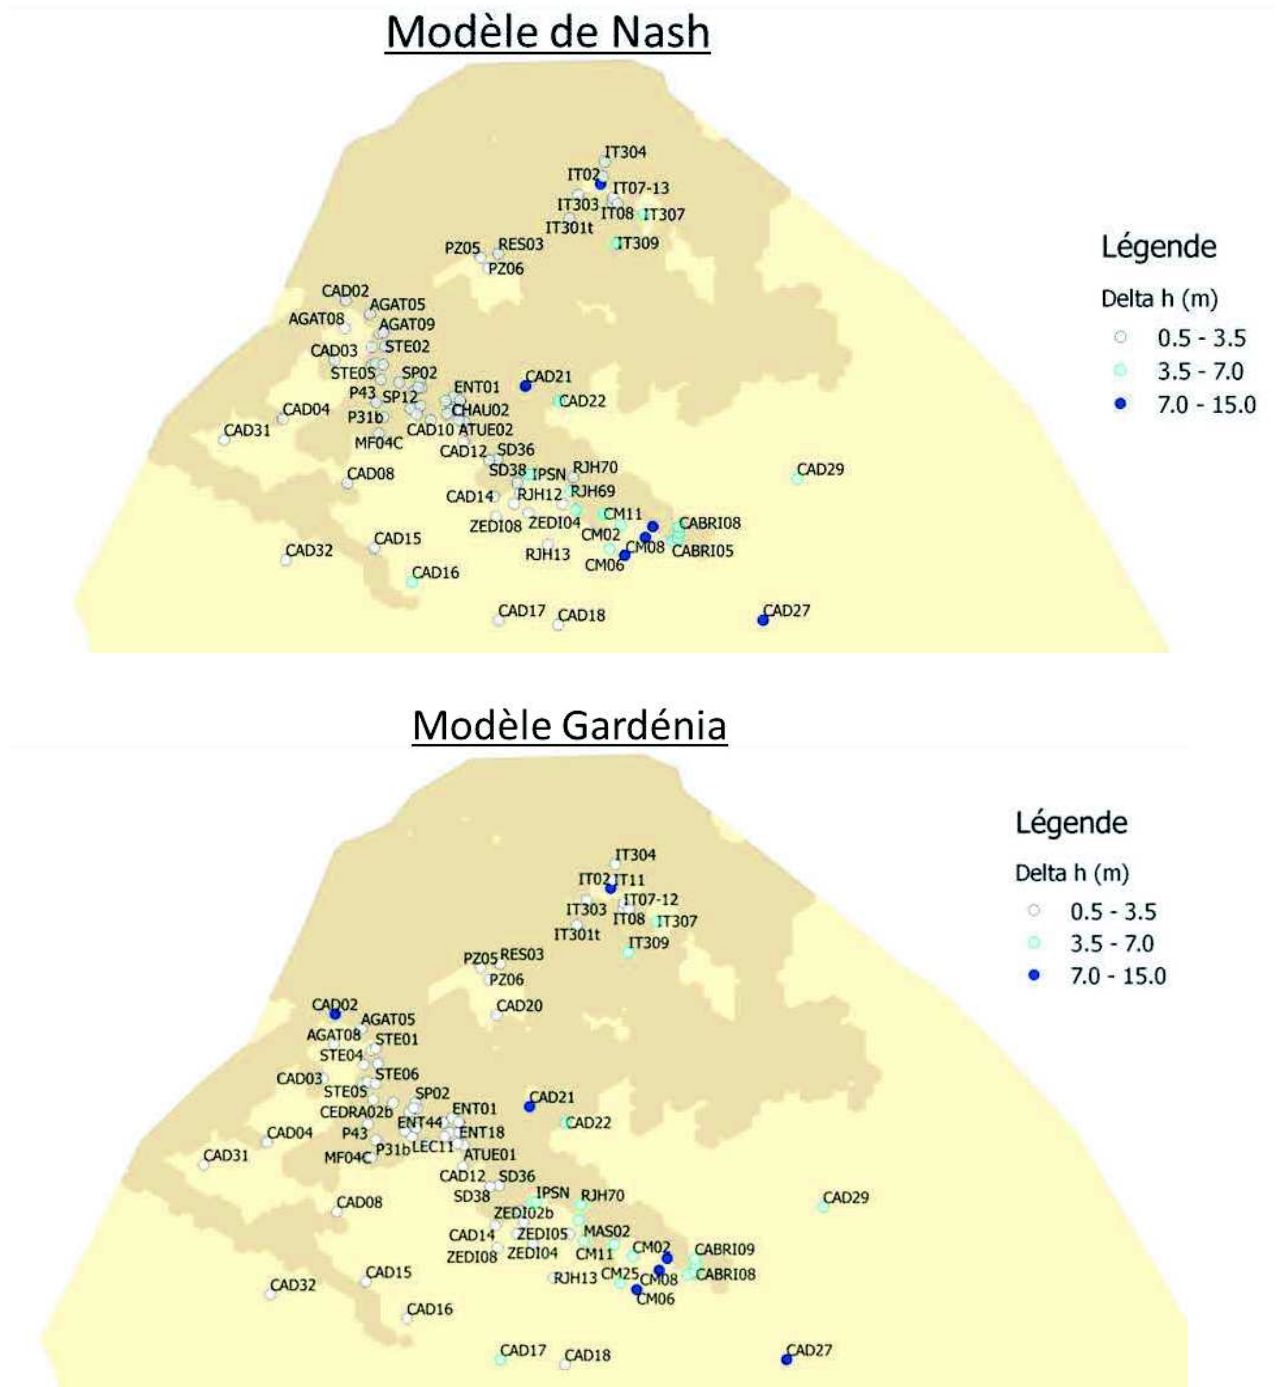 Modèle de Nash
IT304
IT02
IT07-13
IT303
IT08
IT307
IT301t
IT309
PZ05
RES03
PZ06
CAD02
AGAT05
AGAT08
AGAT09
CAD03
STE02
STE05
SP02
CAD21
P43
SP12
ENT01
CAD22
CAD04
P31b
CHAU02
CAD31
CAD10
ATUE02
MF04C
CAD12
SD36
CAD08
SD38
IPSN
RJH70
CAD29
CAD14
RJH12
RJH69
ZEDI08
ZEDI04
CM11
CABRI08
CM02
CAD15
CM08
CABRI05
CAD32
RJH13
CM06
CAD16
CAD17
CAD18
CAD27
Légende
Delta h (m)
0.5 - 3.5
3.5 - 7.0
7.0 - 15.0
Modèle Gardénia
IT304
IT02
IT11
IT07-12
IT303
IT08
IT307
IT301t
IT309
PZ05
RES03
PZ06
CAD20
CAD02
AGAT05
AGAT08
STE01
STE04
CAD03
STE06
STE05
SP02
CAD21
CEDRA02b
ENT01
ENT44
CAD22
CAD04
P43
ENT18
CAD31
P31b
LEC11
MF04C
ATUE01
CAD12
SD36
SD38
IPSN
RJH70
CAD08
ZEDI02b
CAD29
CAD14
ZEDI05
MAS02
ZEDI08
ZEDI04
CM11
CM02
CABRI09
CAD15
RJH13
CM25
CM08
CABRI08
CAD32
CM06
CAD16
CAD17
CAD18
CAD27
Légende
Delta h (m)
0.5 - 3.5
3.5 - 7.0
7.0 - 15.0